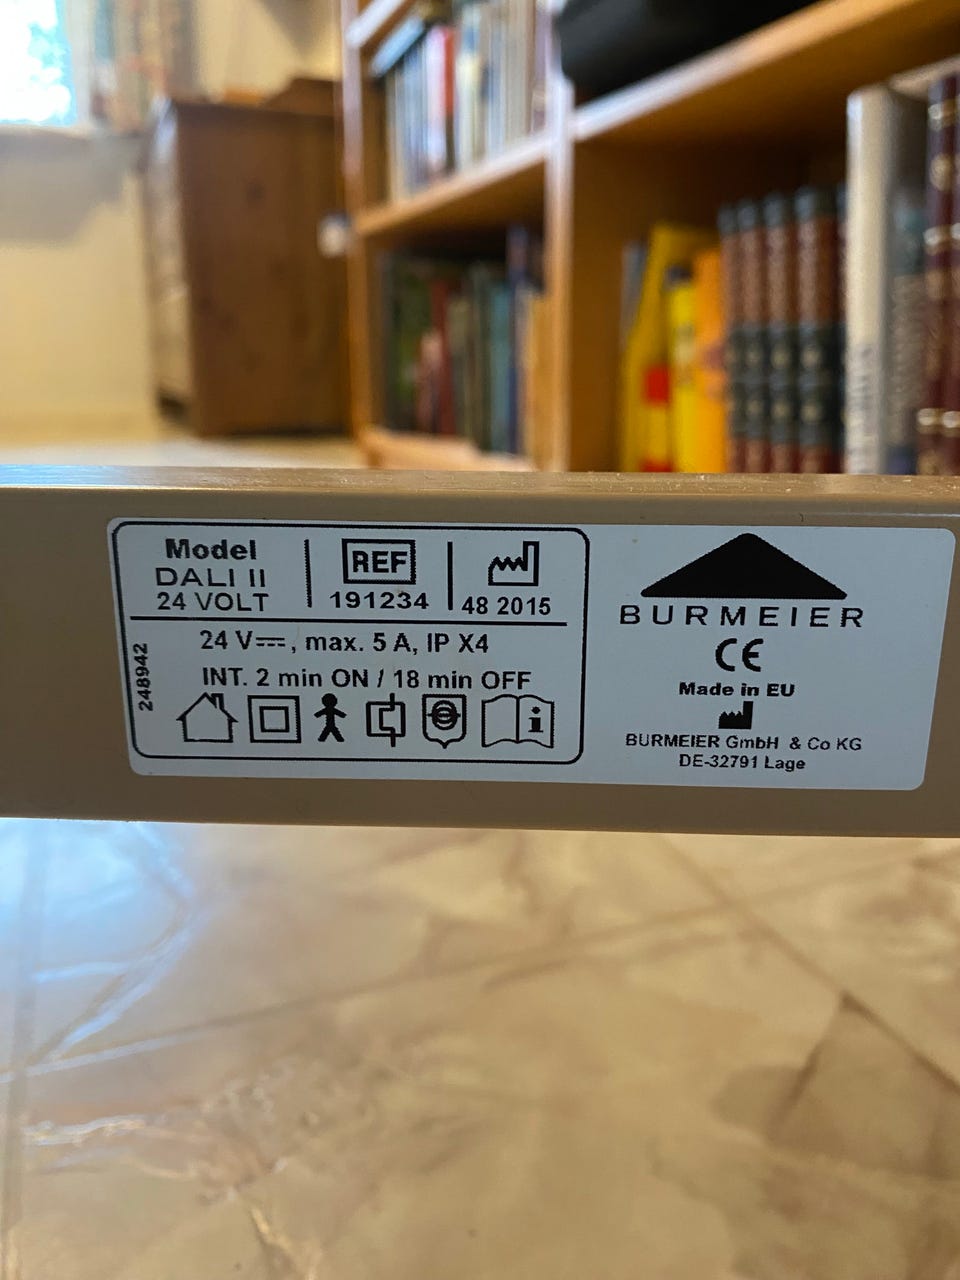 Model
DALI II
24 VOLT
REF
191234
48 2015
24 V⎓, max. 5 A, IP X4
INT. 2 min ON / 18 min OFF
248942
i
BURMEIER
CE
Made in EU
BURMEIER GmbH & Co KG
DE-32791 Lage